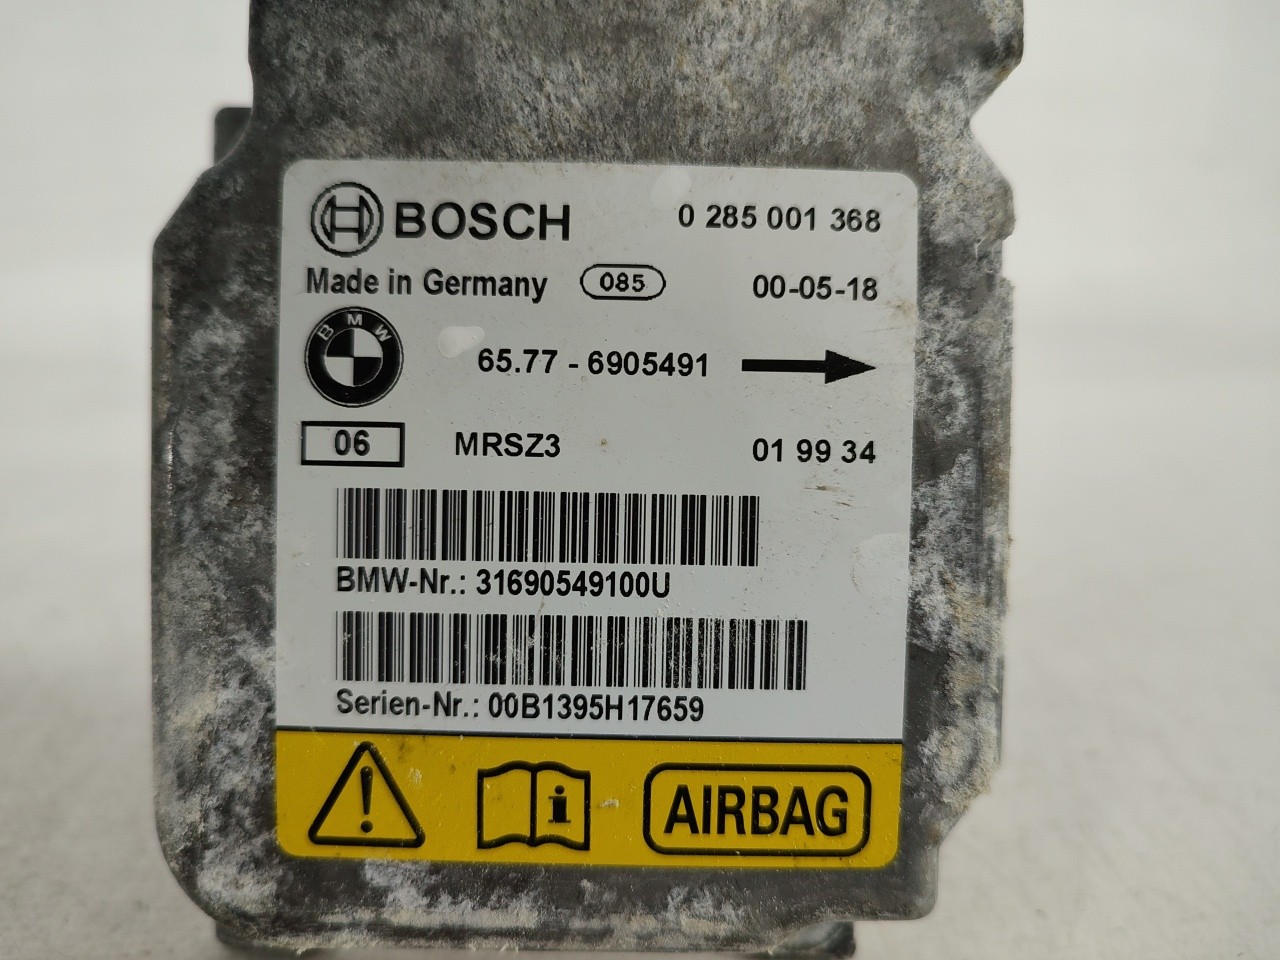 BOSCH 0 285 001 368
Made in Germany 085 00-05-18
BMW
65.77 - 6905491
06 MRSZ3 01 99 34
BMW-Nr.: 31690549100U
Serien-Nr.: 00B1395H17659
! i AIRBAG